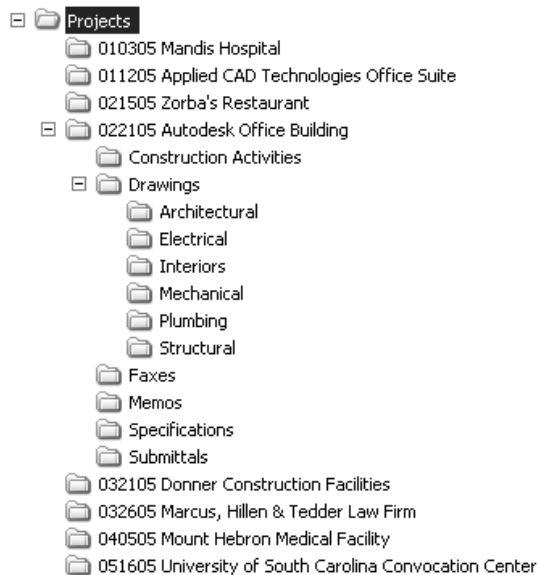 Projects
010305 Mandis Hospital
011205 Applied CAD Technologies Office Suite
021505 Zorba's Restaurant
022105 Autodesk Office Building
Construction Activities
Drawings
Architectural
Electrical
Interiors
Mechanical
Plumbing
Structural
Faxes
Memos
Specifications
Submittals
032105 Donner Construction Facilities
032605 Marcus, Hillen & Tedder Law Firm
040505 Mount Hebron Medical Facility
051605 University of South Carolina Convocation Center